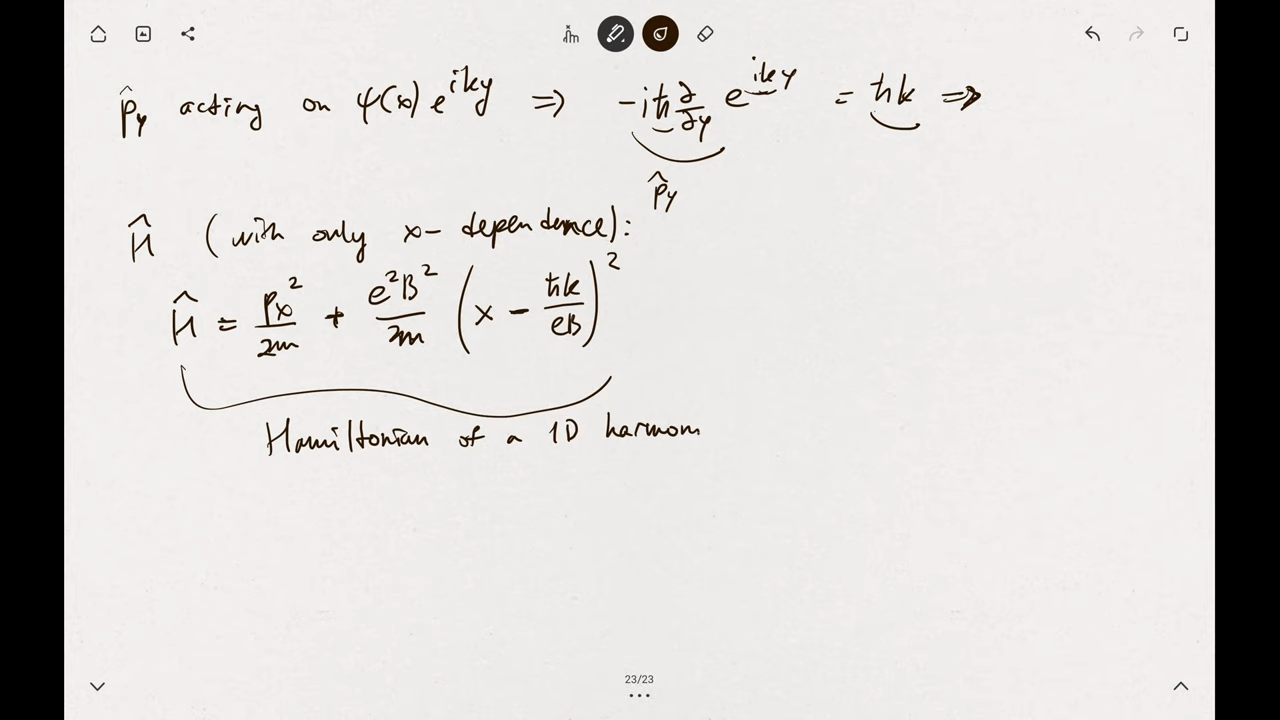 p̂y acting on ψ(x) e^{iky} ⇒ -iħ ∂/∂y e^{iky} = ħk ⇒
p̂y
Ĥ (with only x- dependence):
Ĥ = px²/2m + e²B²/2m (x - ħk/eB)²
Hamiltonian of a 1D harmon
23/23